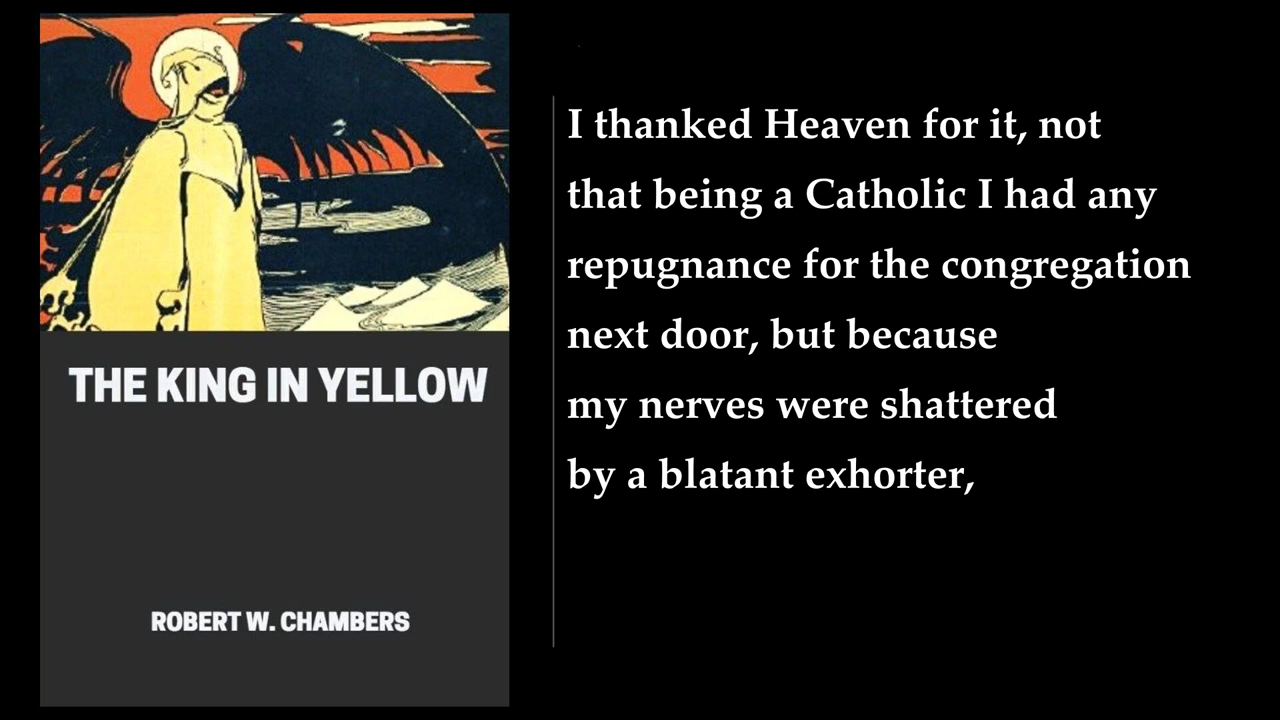 THE KING IN YELLOW
ROBERT W. CHAMBERS
I thanked Heaven for it, not
that being a Catholic I had any
repugnance for the congregation
next door, but because
my nerves were shattered
by a blatant exhorter,